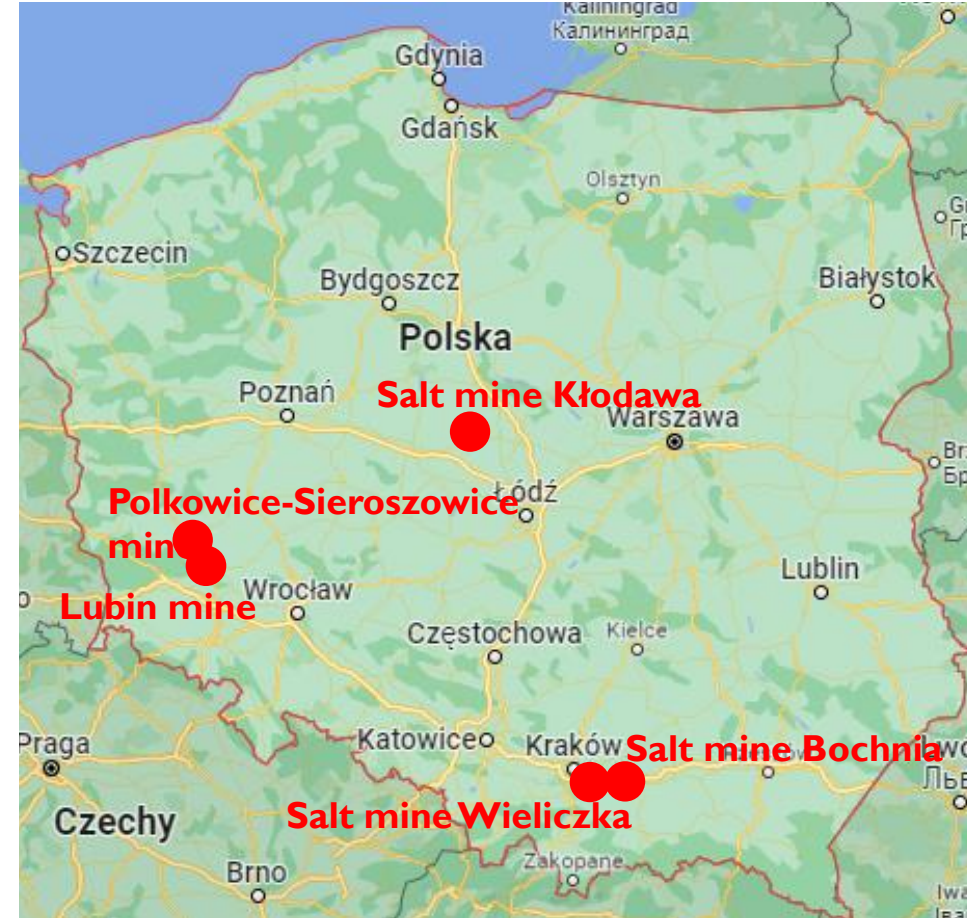 Kaliningrad
Калининград
Gdynia
Gdańsk
Olsztyn
Szczecin
Bydgoszcz
Białystok
Polska
Poznań
Salt mine Kłodawa
Warszawa
Polkowice-Sieroszowice
min
Łódź
Lublin
Wrocław
Lubin mine
Częstochowa
Kielce
Praga
Katowice
Kraków
Salt mine Bochnia
Salt mine Wieliczka
Czechy
Zakopane
Brno